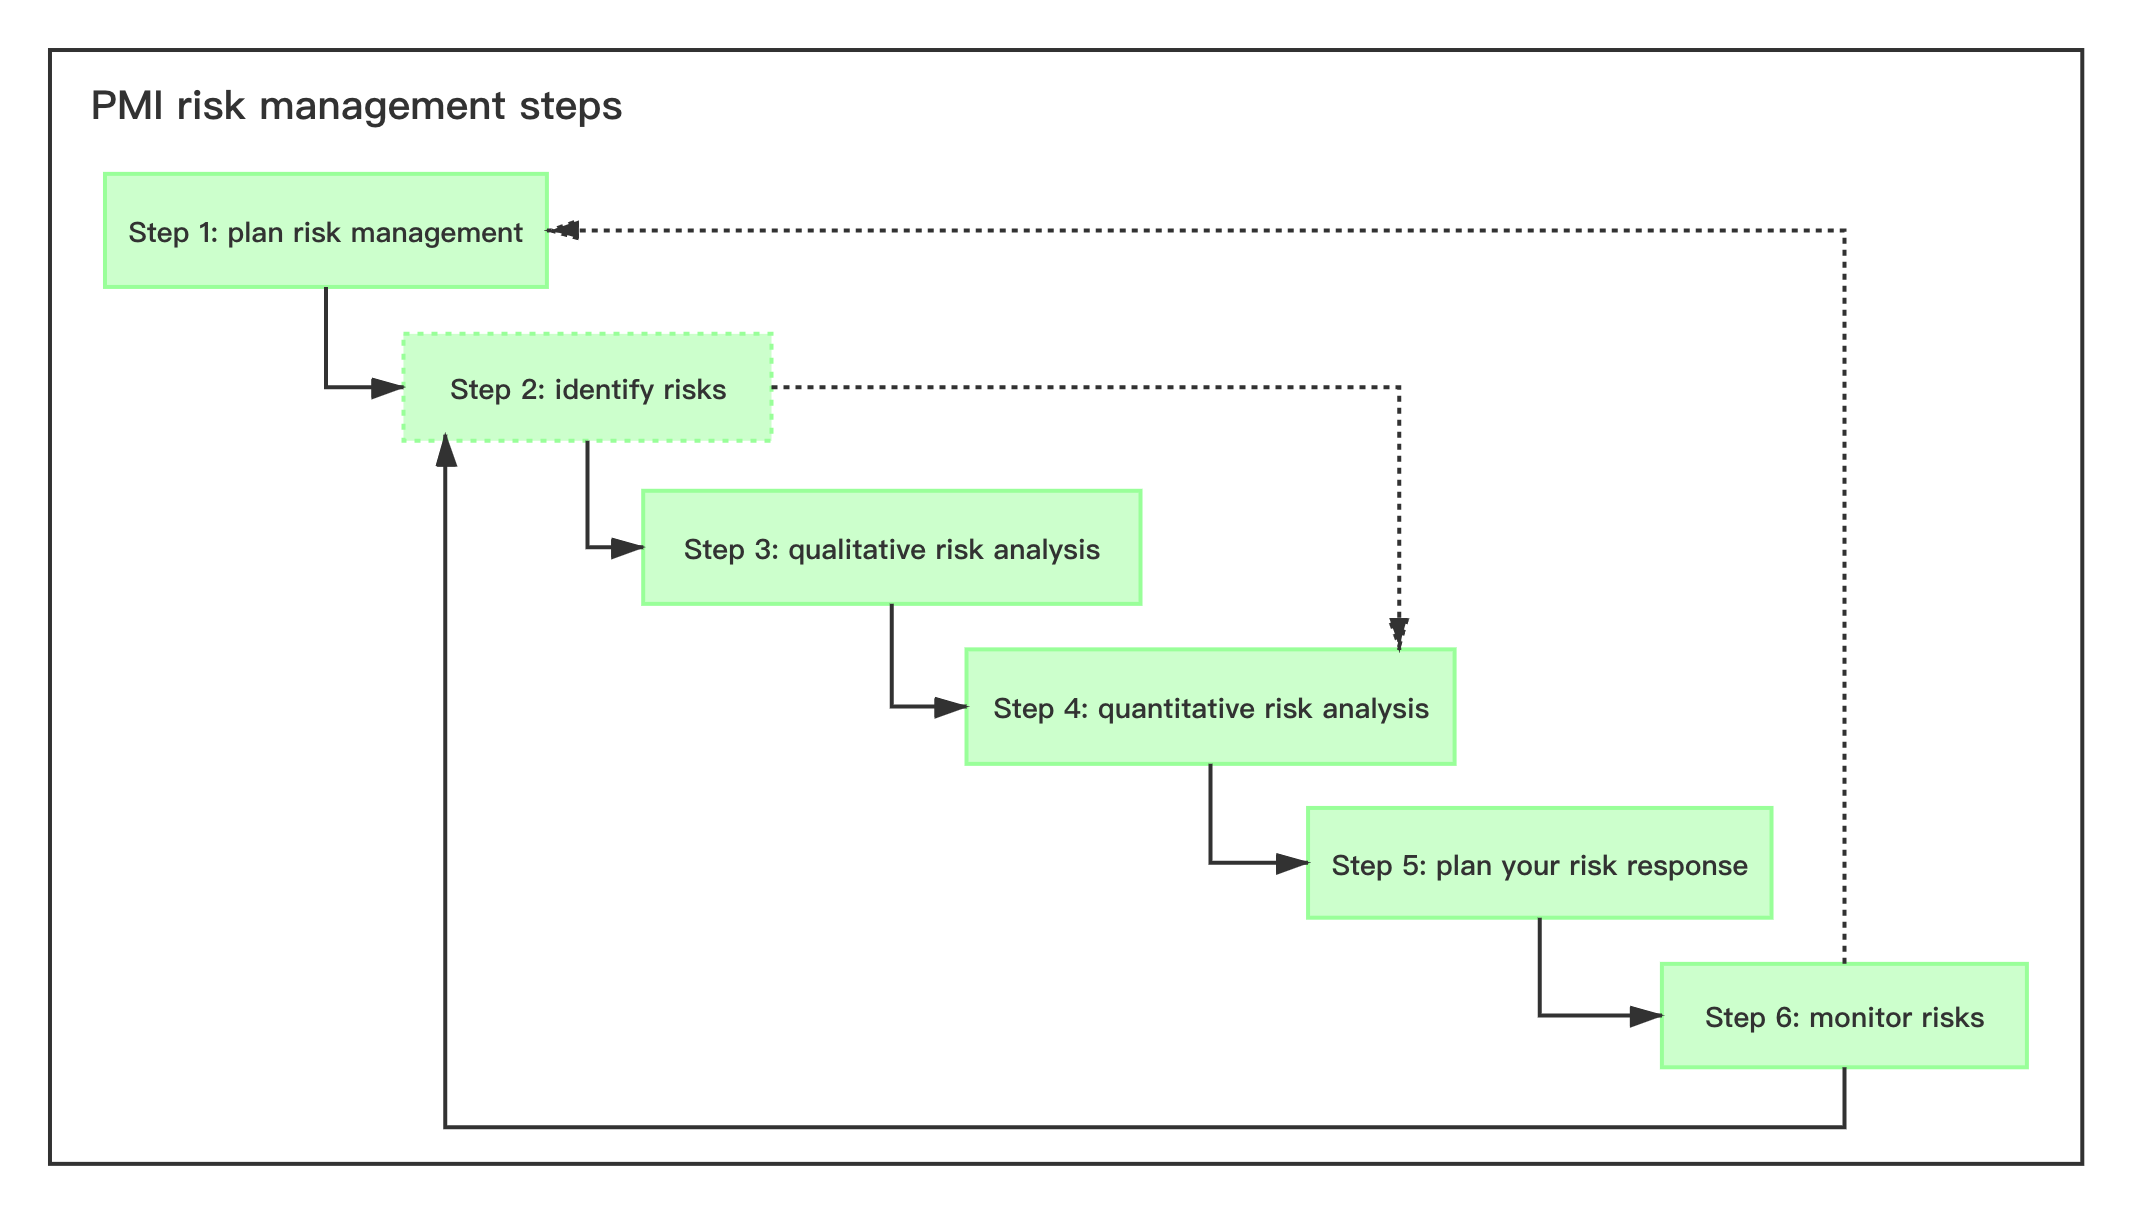 PMI risk management steps
Step 1: plan risk management
Step 2: identify risks
Step 3: qualitative risk analysis
Step 4: quantitative risk analysis
Step 5: plan your risk response
Step 6: monitor risks